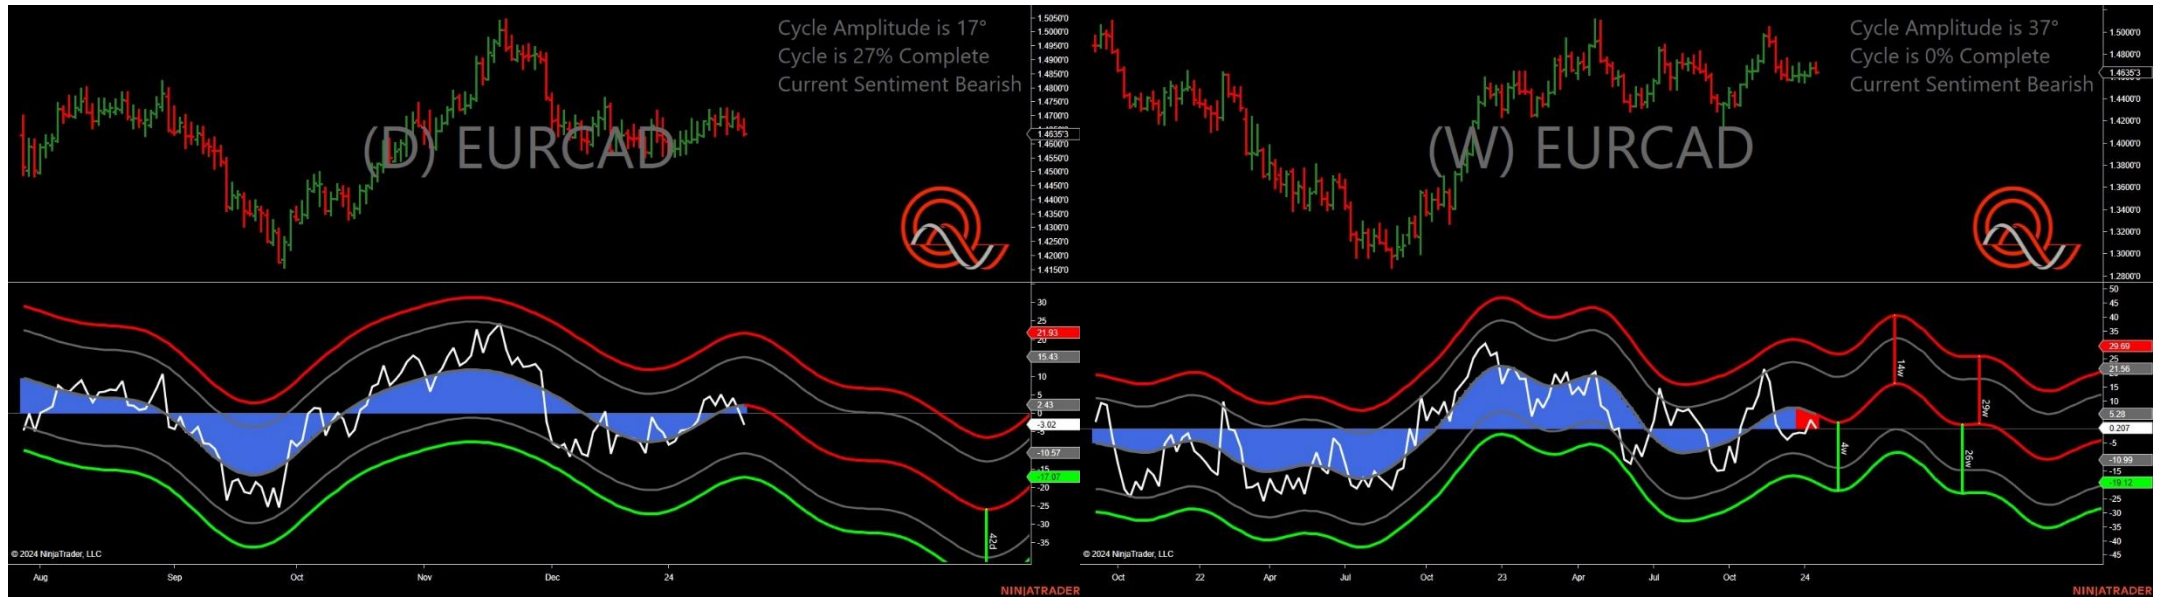 Cycle Amplitude is 17°
Cycle is 27% Complete
Current Sentiment Bearish
(D) EURCAD
1.5050'0
1.5000'0
1.4950'0
1.4900'0
1.4850'0
1.4800'0
1.4750'0
1.4700'0
1.4635'3
1.4600'0
1.4550'0
1.4500'0
1.4450'0
1.4400'0
1.4350'0
1.4300'0
1.4250'0
1.4200'0
1.4150'0
30
25
21.93
20
15.43
10
5
2.43
0
-3.02
-5
-10.57
-15
-17.07
-20
-25
-30
-35
42d
© 2024 NinjaTrader, LLC
Aug
Sep
Oct
Nov
Dec
24
NINJATRADER
Cycle Amplitude is 37°
Cycle is 0% Complete
Current Sentiment Bearish
(W) EURCAD
1.5000'0
1.4800'0
1.4635'3
1.4400'0
1.4200'0
1.4000'0
1.3800'0
1.3600'0
1.3400'0
1.3200'0
1.3000'0
1.2800'0
50
45
40
35
29.69
25
21.56
15
10
5.28
0.207
-5
-10.99
-15
-19.12
-25
-30
-35
-40
-45
14w
29w
4w
26w
© 2024 NinjaTrader, LLC
Oct
22
Apr
Jul
Oct
23
Apr
Jul
Oct
24
NINJATRADER